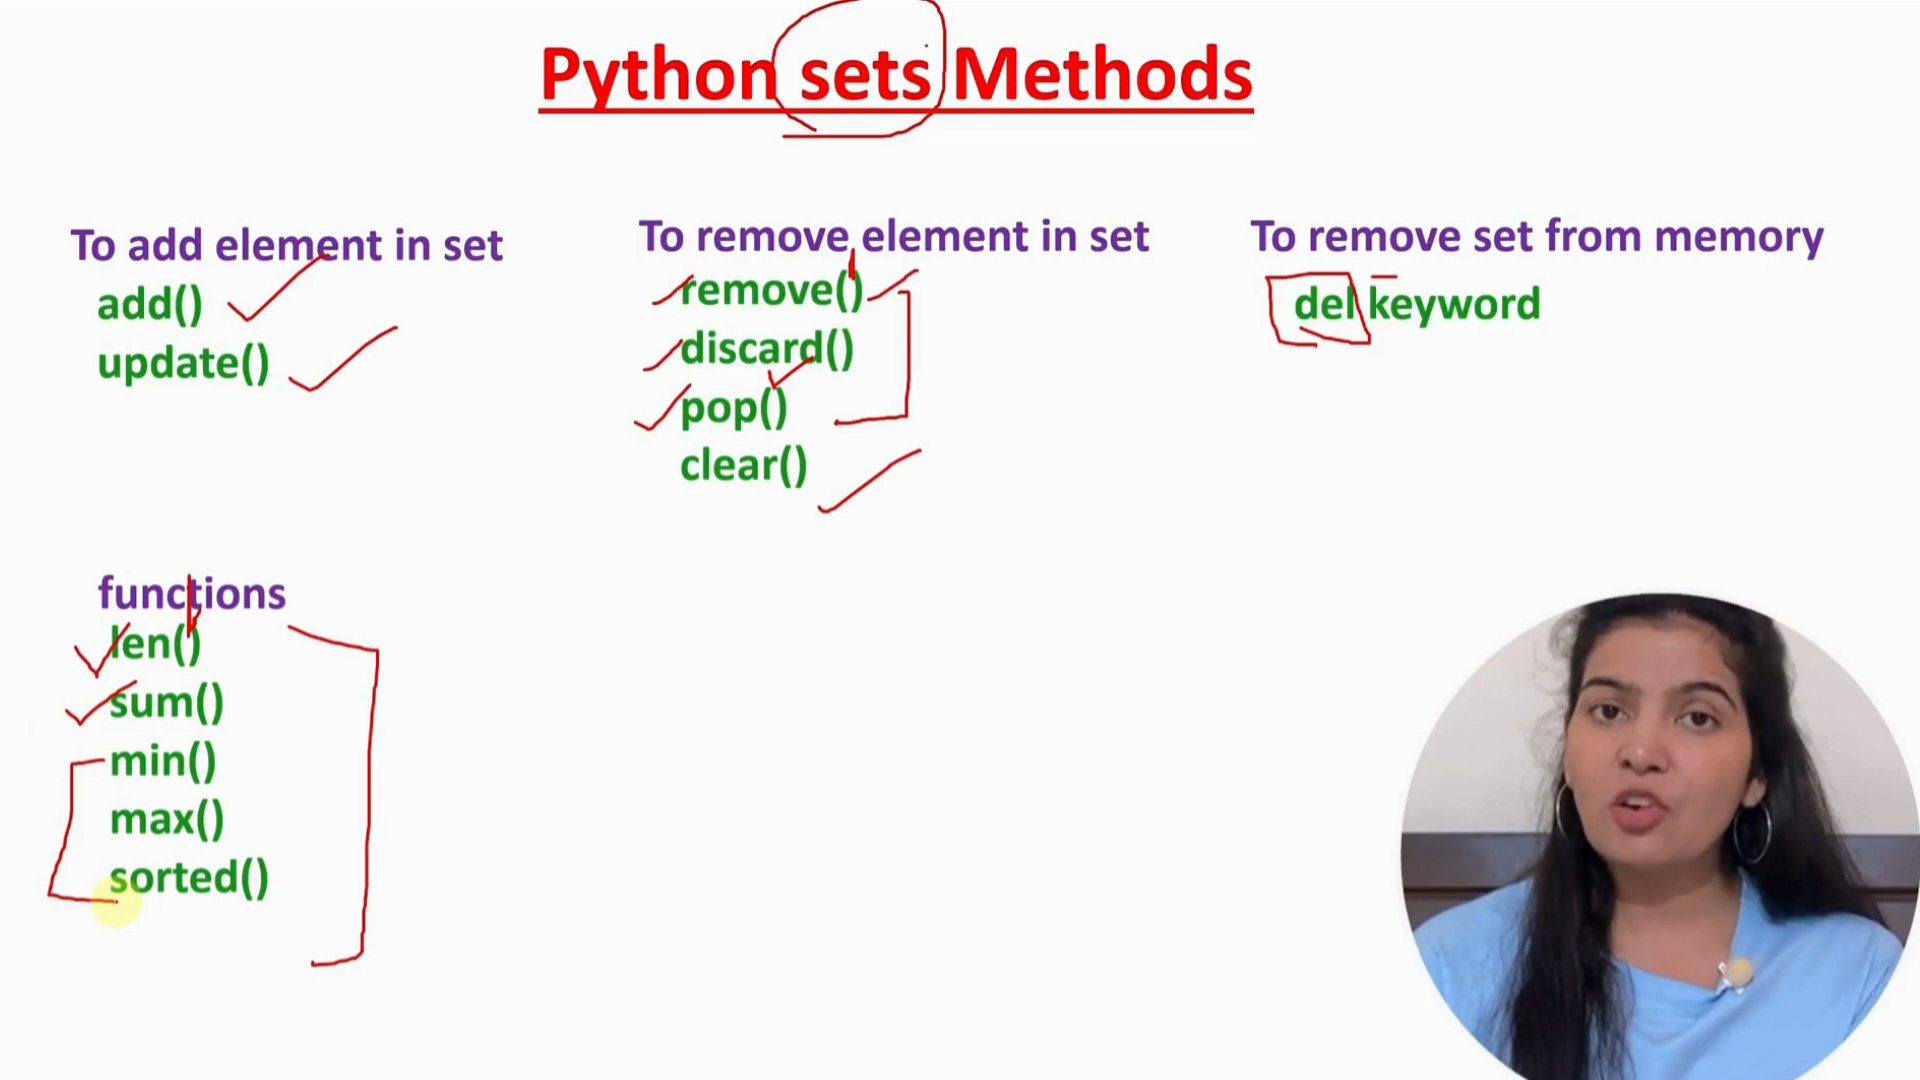 Python sets Methods
To add element in set
add()
update()
To remove element in set
remove()
discard()
pop()
clear()
To remove set from memory
del keyword
functions
len()
sum()
min()
max()
sorted()